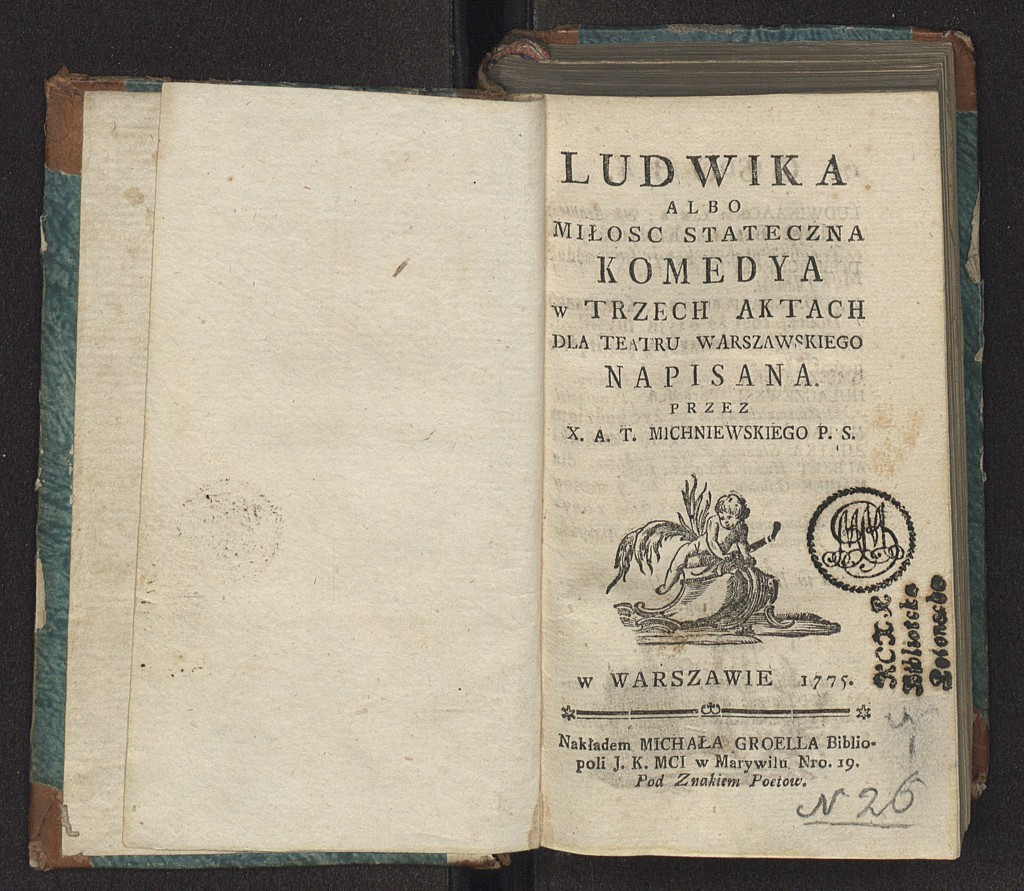 LUDWIKA
ALBO
MIŁOSC STATECZNA
KOMEDYA
w TRZECH AKTACH
DLA TEATRU WARSZAWSKIEGO
NAPISANA.
PRZEZ
X. A. T. MICHNIEWSKIEGO P. S.
w WARSZAWIE 1775.
Nakładem MICHAŁA GROELLA Biblio-
poli J. K. MCI w Marywilu Nro. 19.
Pod Znakiem Poetow.
N 26
Biblioteka